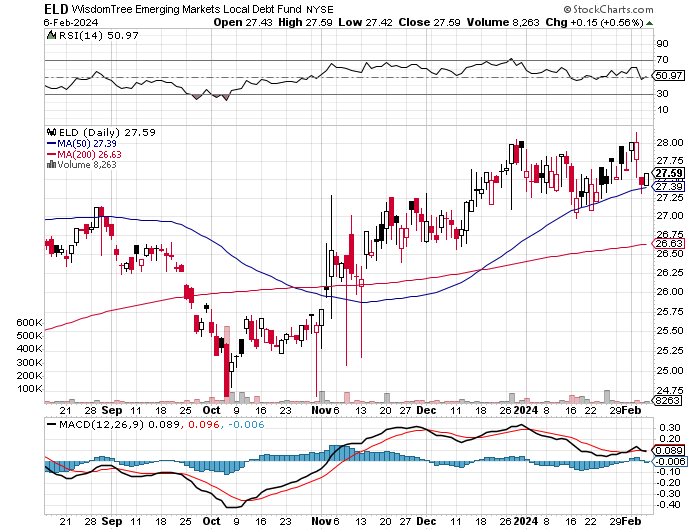 ELD WisdomTree Emerging Markets Local Debt Fund NYSE © StockCharts.com
6-Feb-2024 Open 27.43 High 27.59 Low 27.42 Close 27.59 Volume 8,263 Chg +0.15 (+0.56%)
RSI(14) 50.97
90
70
50.97
30
10
ELD (Daily) 27.59
MA(50) 27.39
MA(200) 26.63
Volume 8,263
28.00
27.75
27.59
27.39
27.25
27.00
26.75
26.63
26.50
26.25
26.00
25.75
25.50
25.25
25.00
24.75
8263
600K
500K
400K
300K
200K
100K
21 28 Sep 11 18 25 Oct 9 16 23 Nov 6 13 20 27 Dec 11 18 26 2024 8 16 22 29 Feb
MACD(12,26,9) 0.089, 0.096, -0.006
0.30
0.20
0.089
-0.006
-0.10
-0.20
-0.30
-0.40
21 28 Sep 11 18 25 Oct 9 16 23 Nov 6 13 20 27 Dec 11 18 26 2024 8 16 22 29 Feb